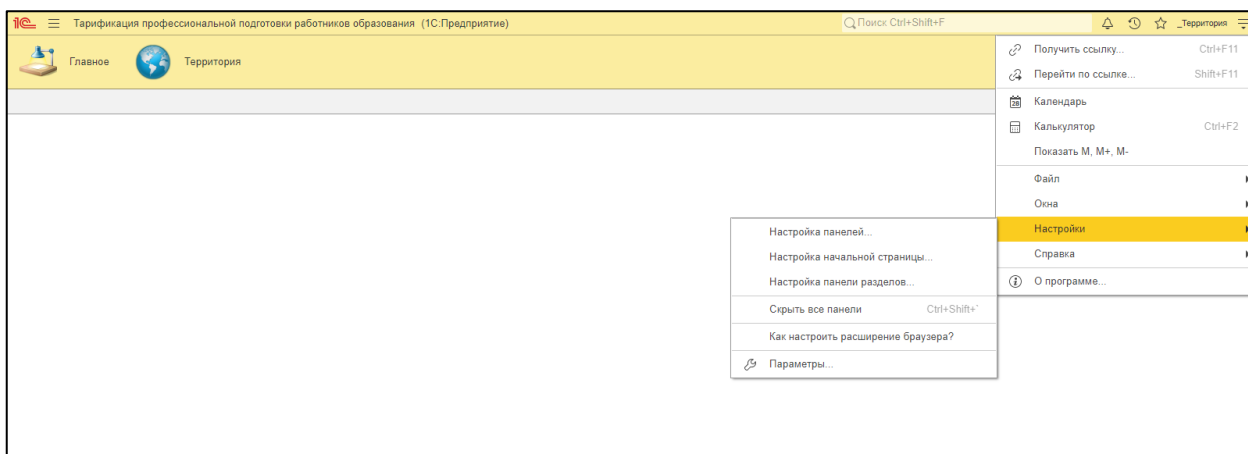 1С Тарификация профессиональной подготовки работников образования (1С:Предприятие) Поиск Ctrl+Shift+F _Территория
Главное Территория
Получить ссылку... Ctrl+F11
Перейти по ссылке... Shift+F11
28 Календарь
Калькулятор Ctrl+F2
Показать М, М+, М-
Файл
Окна
Настройки
Справка
О программе...
Настройка панелей...
Настройка начальной страницы...
Настройка панели разделов...
Скрыть все панели Ctrl+Shift+`
Как настроить расширение браузера?
Параметры...